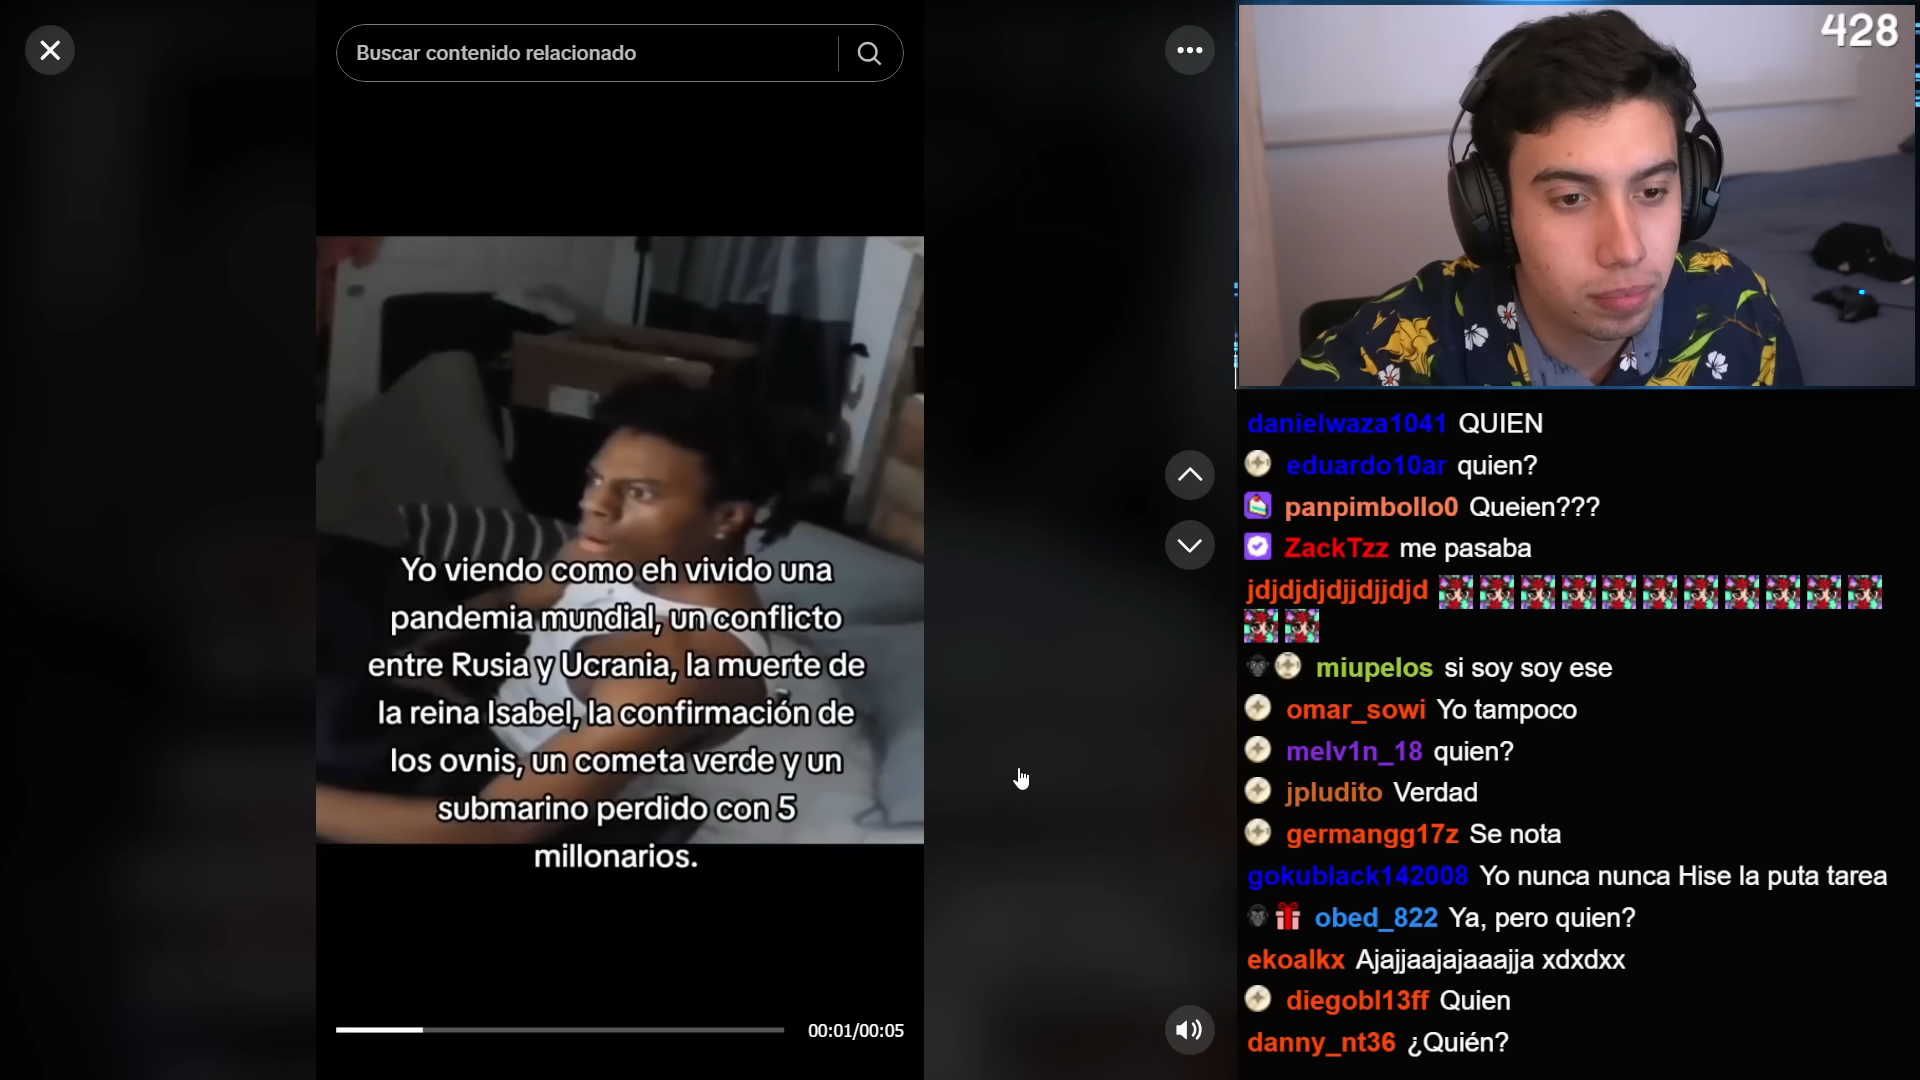 Buscar contenido relacionado
428
Yo viendo como eh vivido una
pandemia mundial, un conflicto
entre Rusia y Ucrania, la muerte de
la reina Isabel, la confirmación de
los ovnis, un cometa verde y un
submarino perdido con 5
millonarios.
00:01/00:05
danielwaza1041 QUIEN
eduardo10ar quien?
panpimbollo0 Queien???
ZackTzz me pasaba
jdjdjdjdjjdjjdjd
miupelos si soy soy ese
omar_sowi Yo tampoco
melv1n_18 quien?
jpludito Verdad
germangg17z Se nota
gokublack142008 Yo nunca nunca Hise la puta tarea
obed_822 Ya, pero quien?
ekoalkx Ajajjaajajaaajja xdxdxx
diegobl13ff Quien
danny_nt36 ¿Quién?